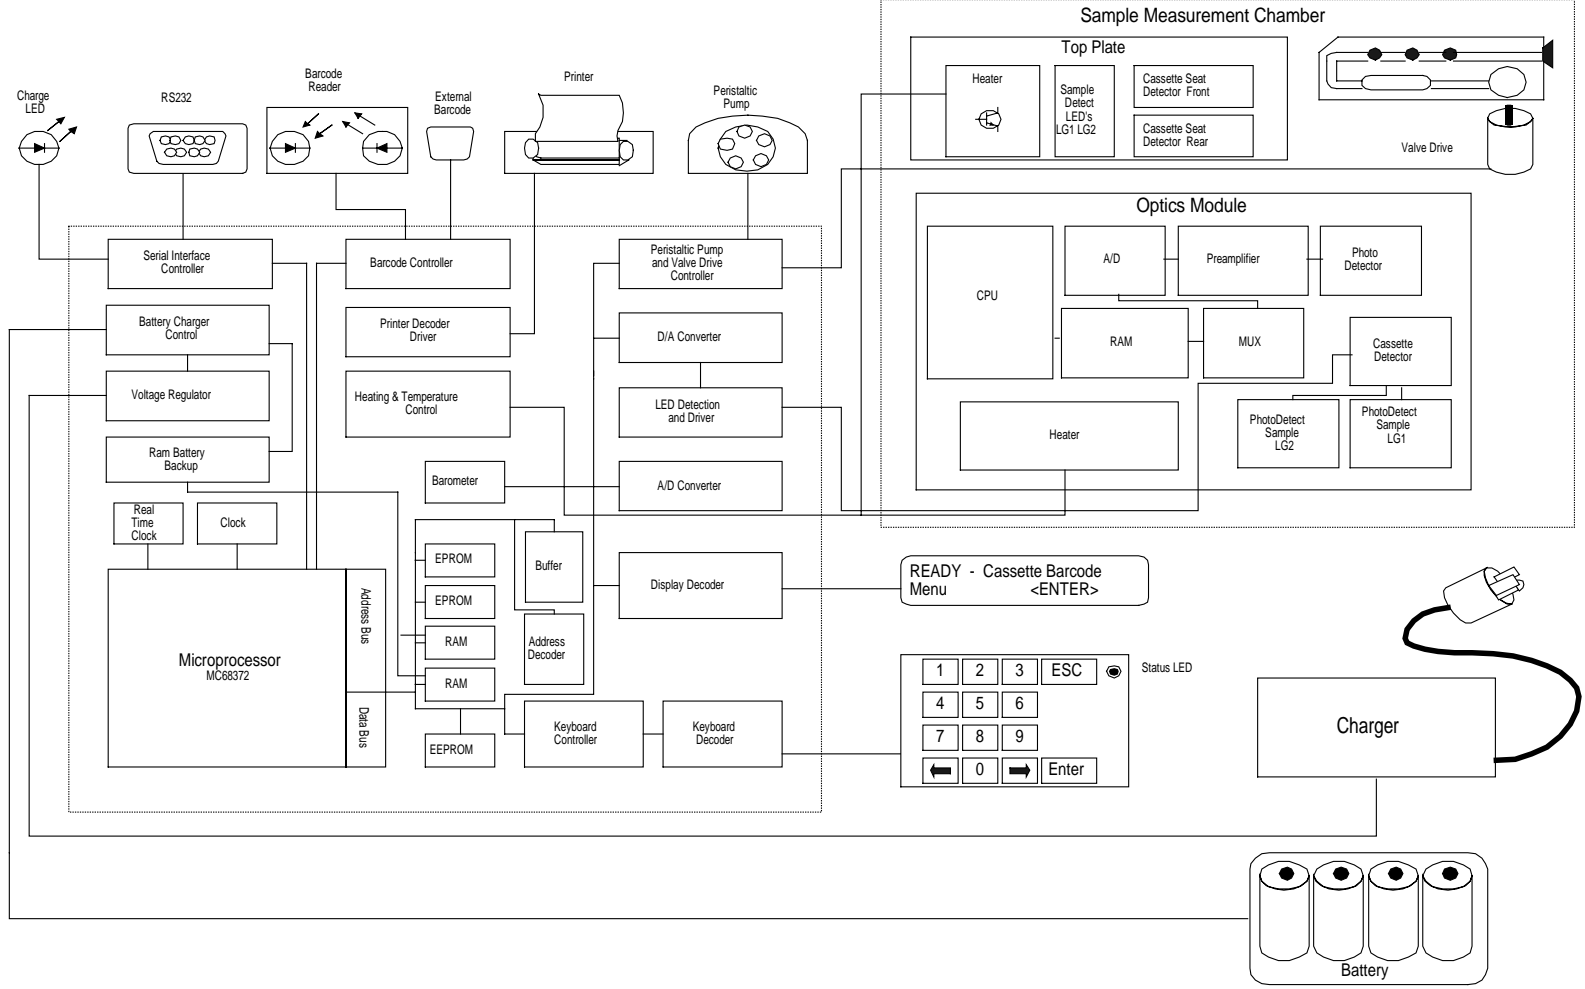 Sample Measurement Chamber
Top Plate
Heater
Sample
Detect
LED's
LG1 LG2
Cassette Seat
Detector Front
Cassette Seat
Detector Rear
Valve Drive
Charge
LED
RS232
Barcode
Reader
External
Barcode
Printer
Peristaltic
Pump
Optics Module
CPU
A/D
Preamplifier
Photo
Detector
RAM
MUX
Cassette
Detector
Heater
PhotoDetect
Sample
LG2
PhotoDetect
Sample
LG1
Serial Interface
Controller
Barcode Controller
Peristaltic Pump
and Valve Drive
Controller
Battery Charger
Control
Printer Decoder
Driver
D/A Converter
Voltage Regulator
Heating & Temperature
Control
LED Detection
and Driver
Ram Battery
Backup
Barometer
A/D Converter
Real
Time
Clock
Clock
EPROM
Buffer
Display Decoder
EPROM
RAM
Address
Decoder
RAM
EEPROM
Address Bus
Data Bus
Microprocessor
MC68372
Keyboard
Controller
Keyboard
Decoder
READY - Cassette Barcode
Menu <ENTER>
1 2 3 ESC
Status LED
4 5 6
7 8 9
0 Enter
Charger
Battery